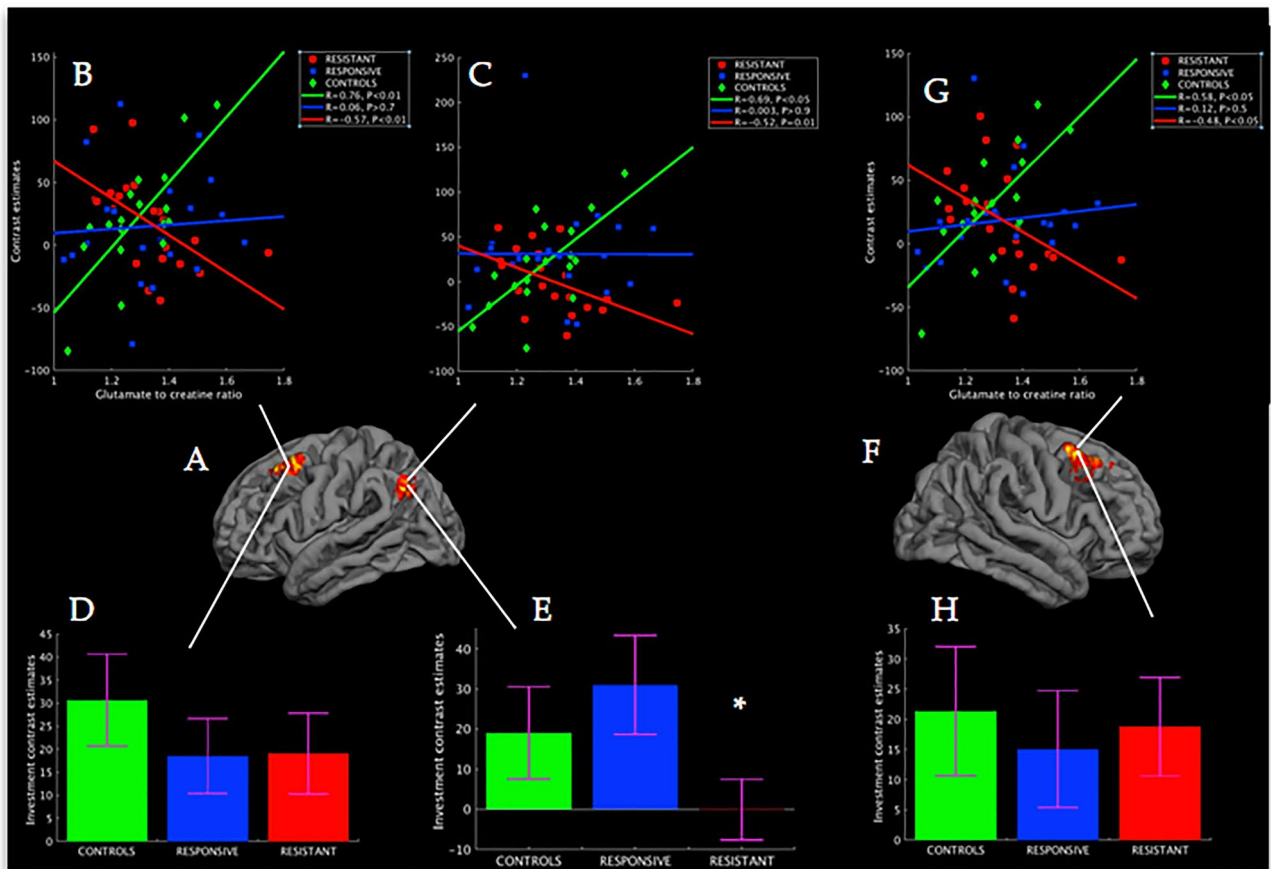 B
150
100
50
0
−50
−100
1
1.2
1.4
1.6
1.8
Contrast estimates
Glutamate to creatine ratio
RESISTANT
RESPONSIVE
CONTROLS
R=0.76, P<0.01
R=0.06, P>0.7
R=−0.57, P<0.01
C
250
200
150
100
50
0
−50
−100
1
1.2
1.4
1.6
1.8
RESISTANT
RESPONSIVE
CONTROLS
R=0.69, P<0.05
R=0.003, P>0.9
R=−0.52, P=0.01
G
150
100
50
0
−50
−100
1
1.2
1.4
1.6
1.8
Contrast estimates
Glutamate to creatine ratio
RESISTANT
RESPONSIVE
CONTROLS
R=0.58, P<0.05
R=0.12, P>0.5
R=−0.48, P<0.05
A
F
D
45
40
35
30
25
20
15
10
5
0
Investment contrast estimates
CONTROLS RESPONSIVE RESISTANT
E
40
30
20
10
0
−10
Investment contrast estimates
*
CONTROLS RESPONSIVE RESISTANT
H
35
30
25
20
15
10
5
0
Investment contrast estimates
CONTROLS RESPONSIVE RESISTANT